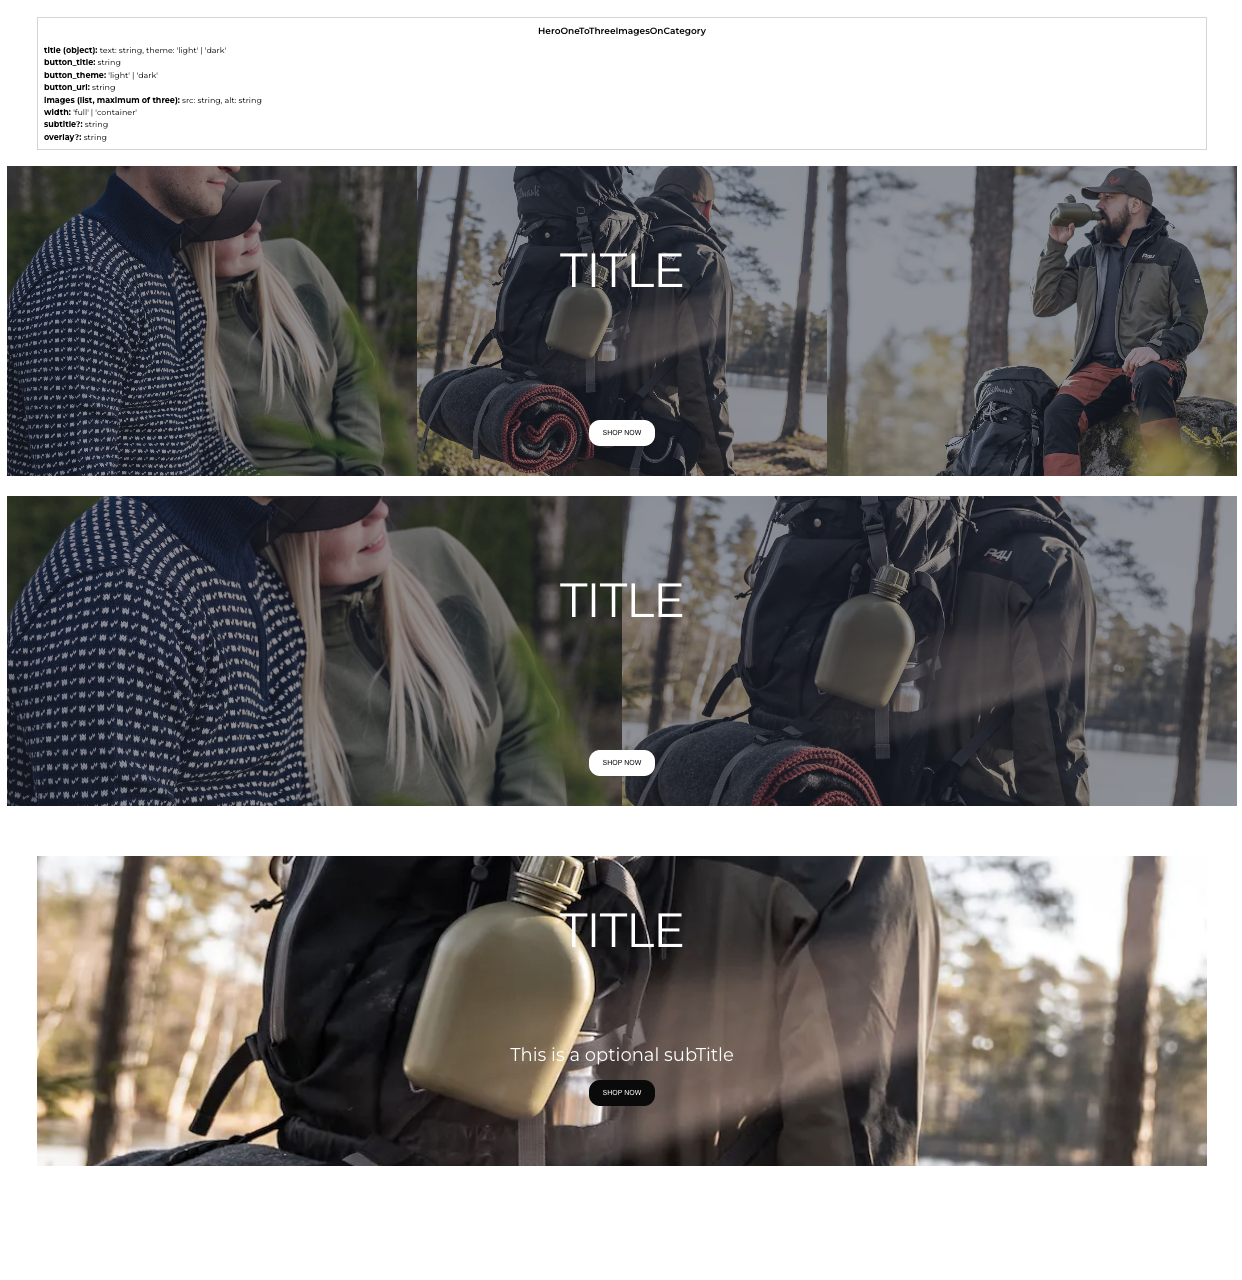 HeroOneToThreeImagesOnCategory
title (object): text: string, theme: 'light' | 'dark'
button_title: string
button_theme: 'light' | 'dark'
button_url: string
images (list, maximum of three): src: string, alt: string
width: 'full' | 'container'
subtitle?: string
overlay?: string
TITLE
SHOP NOW
TITLE
SHOP NOW
TITLE
This is a optional subTitle
SHOP NOW